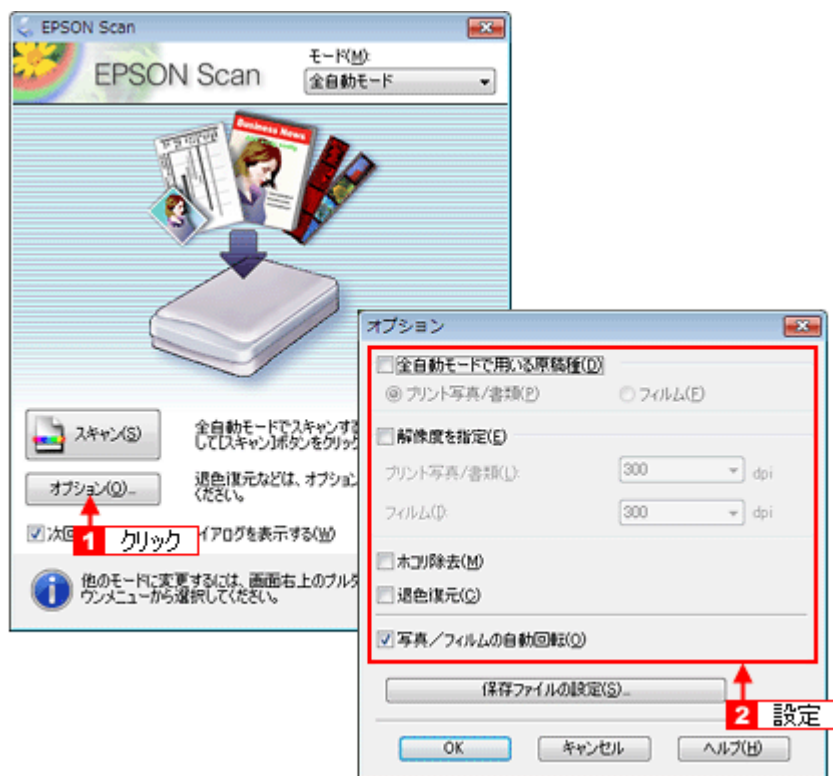 EPSON Scan
EPSON Scan
モード(M):
全自動モード
Business News
スキャン(S)
全自動モードでスキャンする
して[スキャン]ボタンをクリック
オプション(O)...
退色復元などは、オプション
ください。
1 クリック
次回
イアログを表示する(W)
他のモードに変更するには、画面右上のプルダ
ウンメニューから選択してください。
オプション
全自動モードで用いる原稿種(D)
プリント写真/書類(P)
フィルム(F)
解像度を指定(E)
プリント写真/書類(L):
300
dpi
フィルム(I):
300
dpi
ホコリ除去(M)
退色復元(C)
写真/フィルムの自動回転(O)
保存ファイルの設定(S)...
2 設定
OK
キャンセル
ヘルプ(H)